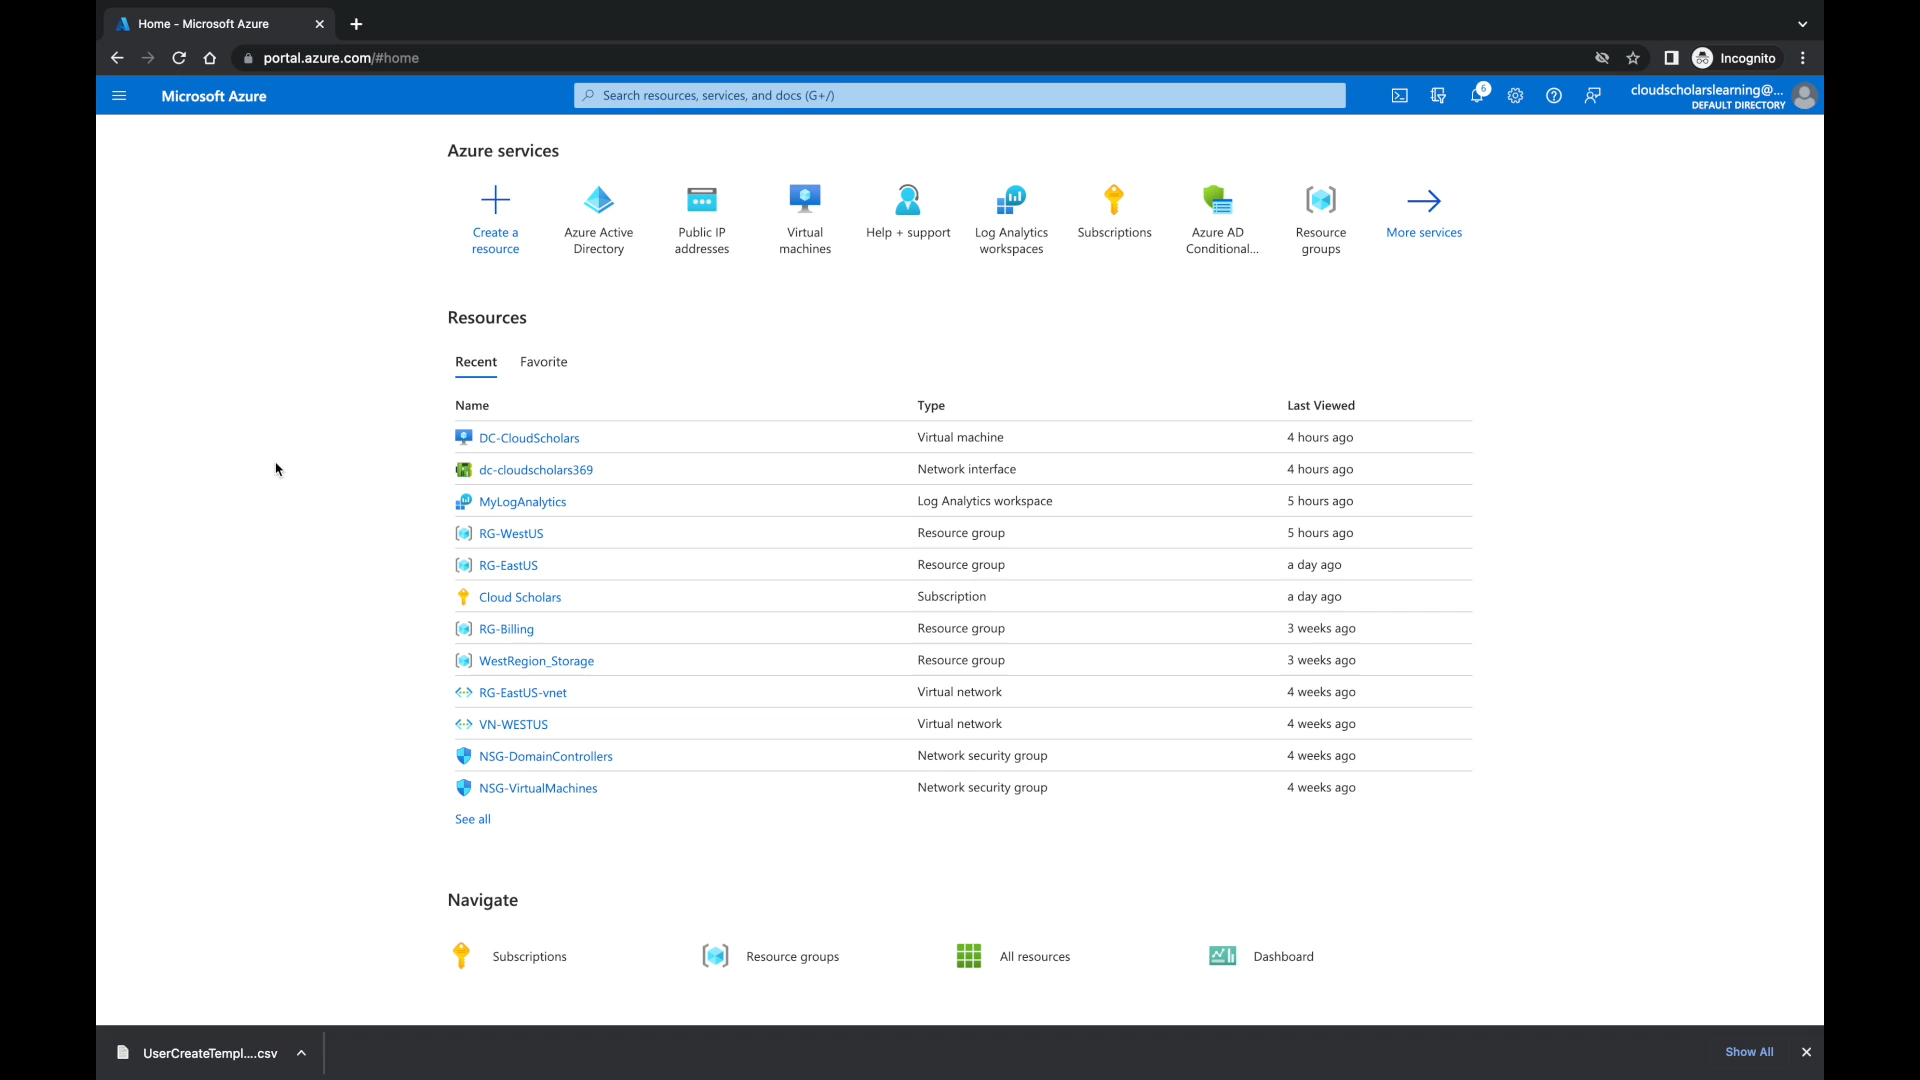 Home - Microsoft Azure
portal.azure.com/#home
Incognito
Microsoft Azure
Search resources, services, and docs (G+/)
6
cloudscholarslearning@...
DEFAULT DIRECTORY
Azure services
Create a
resource
Azure Active
Directory
Public IP
addresses
Virtual
machines
Help + support
Log Analytics
workspaces
Subscriptions
Azure AD
Conditional...
Resource
groups
More services
Resources
Recent Favorite
Name Type Last Viewed
DC-CloudScholars Virtual machine 4 hours ago
dc-cloudscholars369 Network interface 4 hours ago
MyLogAnalytics Log Analytics workspace 5 hours ago
RG-WestUS Resource group 5 hours ago
RG-EastUS Resource group a day ago
Cloud Scholars Subscription a day ago
RG-Billing Resource group 3 weeks ago
WestRegion_Storage Resource group 3 weeks ago
RG-EastUS-vnet Virtual network 4 weeks ago
VN-WESTUS Virtual network 4 weeks ago
NSG-DomainControllers Network security group 4 weeks ago
NSG-VirtualMachines Network security group 4 weeks ago
See all
Navigate
Subscriptions Resource groups All resources Dashboard
UserCreateTempl....csv
Show All